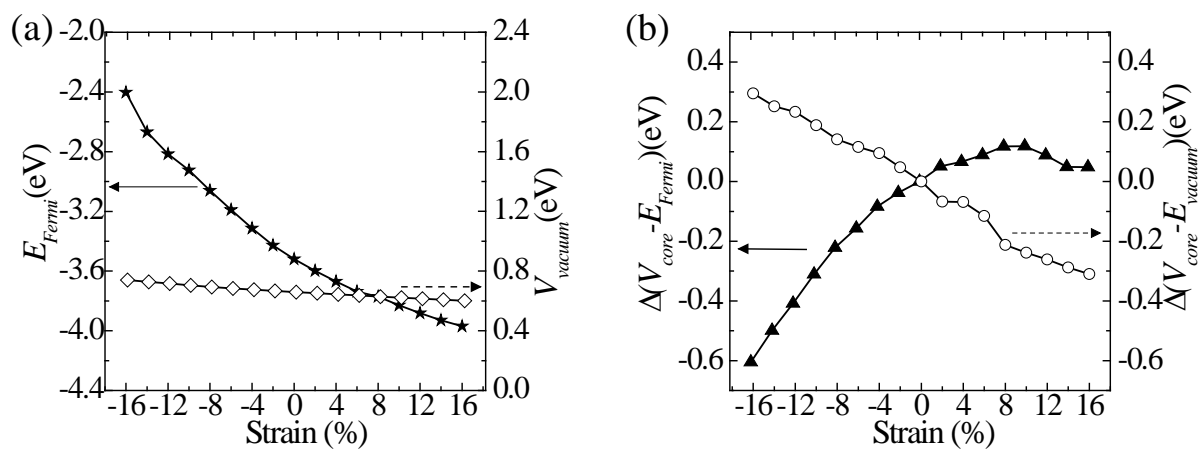 (a)
-2.0
-2.4
-2.8
-3.2
-3.6
-4.0
-4.4
E_Fermi (eV)
2.4
2.0
1.6
1.2
0.8
0.4
0.0
V_vacuum (eV)
-16 -12 -8 -4 0 4 8 12 16
Strain (%)
(b)
0.4
0.2
0.0
-0.2
-0.4
-0.6
Δ(V_core-E_Fermi)(eV)
0.4
0.2
0.0
-0.2
-0.4
-0.6
Δ(V_core-E_vacuum)(eV)
-16 -12 -8 -4 0 4 8 12 16
Strain (%)